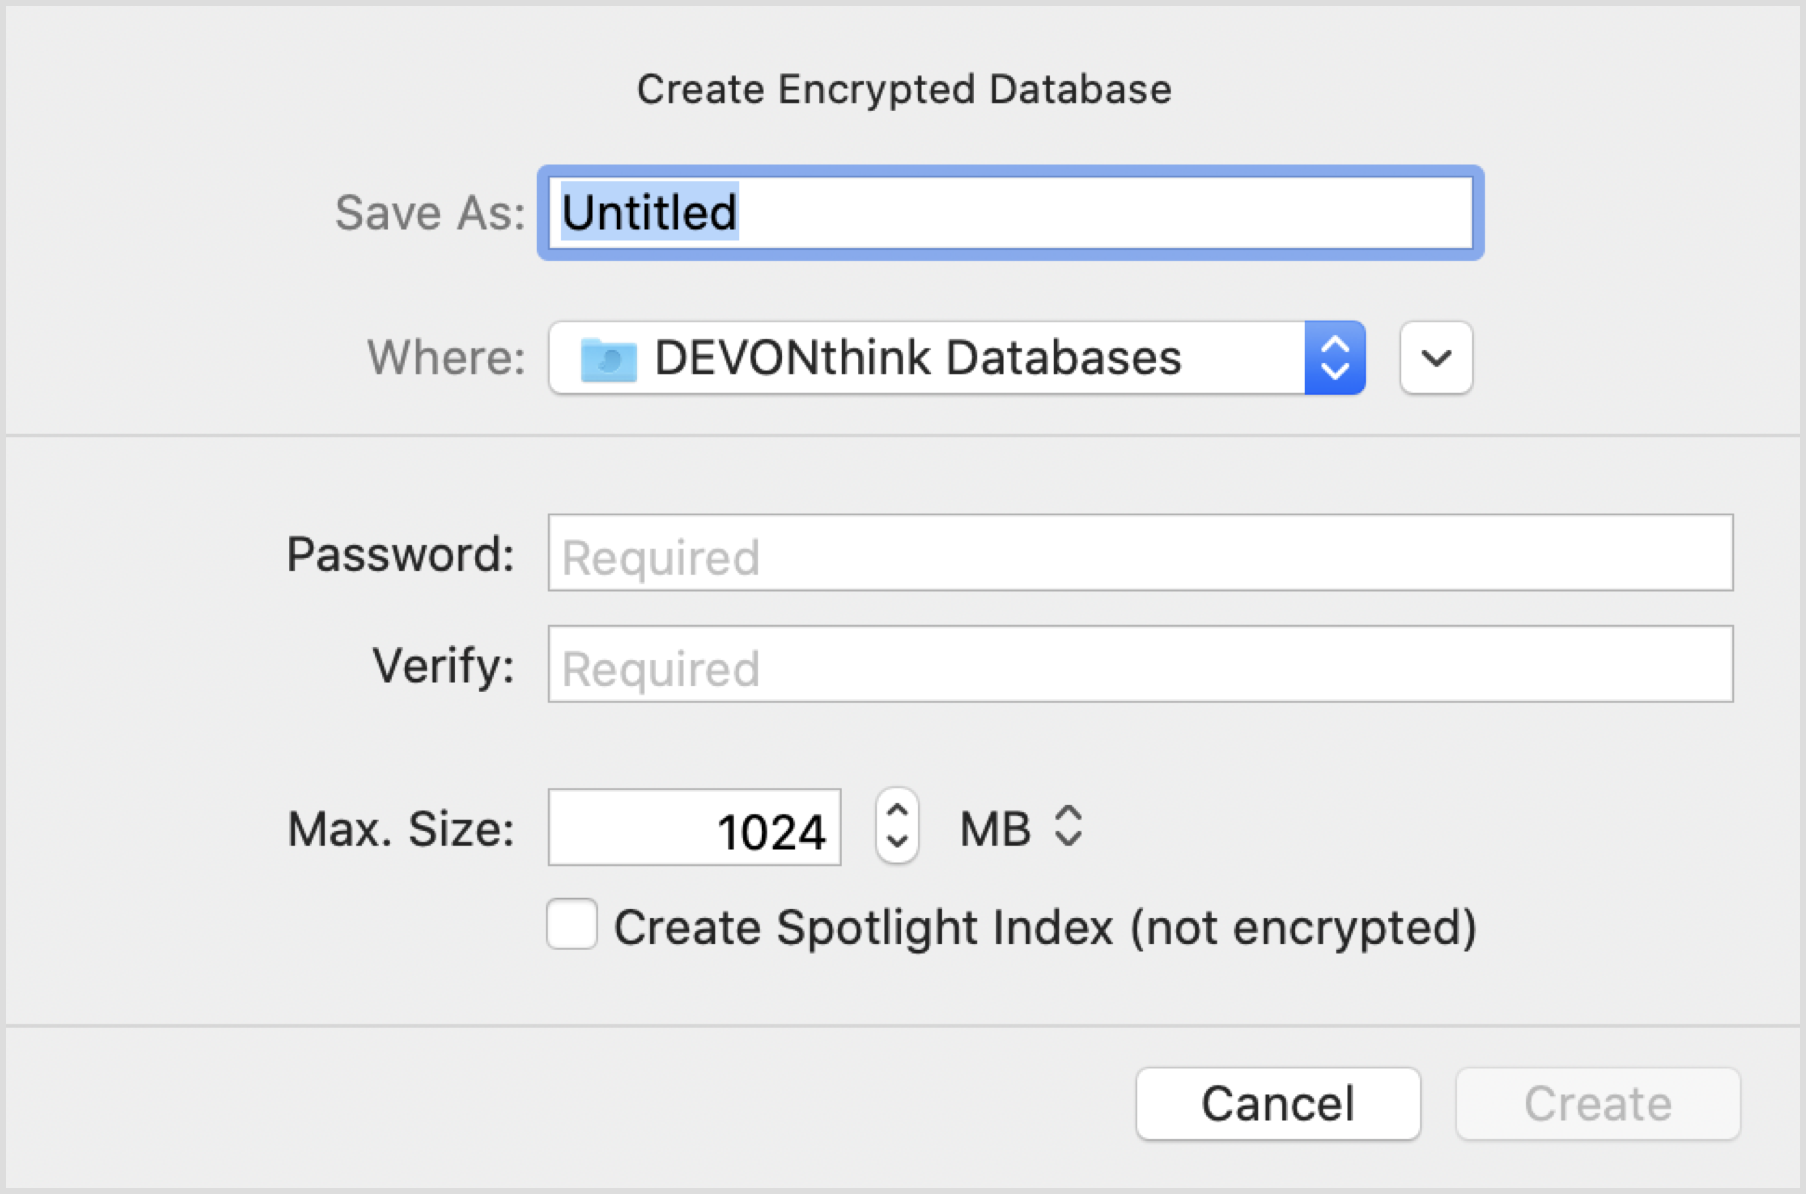 Create Encrypted Database
Save As: Untitled
Where: DEVONthink Databases
Password: Required
Verify: Required
Max. Size: 1024 MB
Create Spotlight Index (not encrypted)
Cancel Create